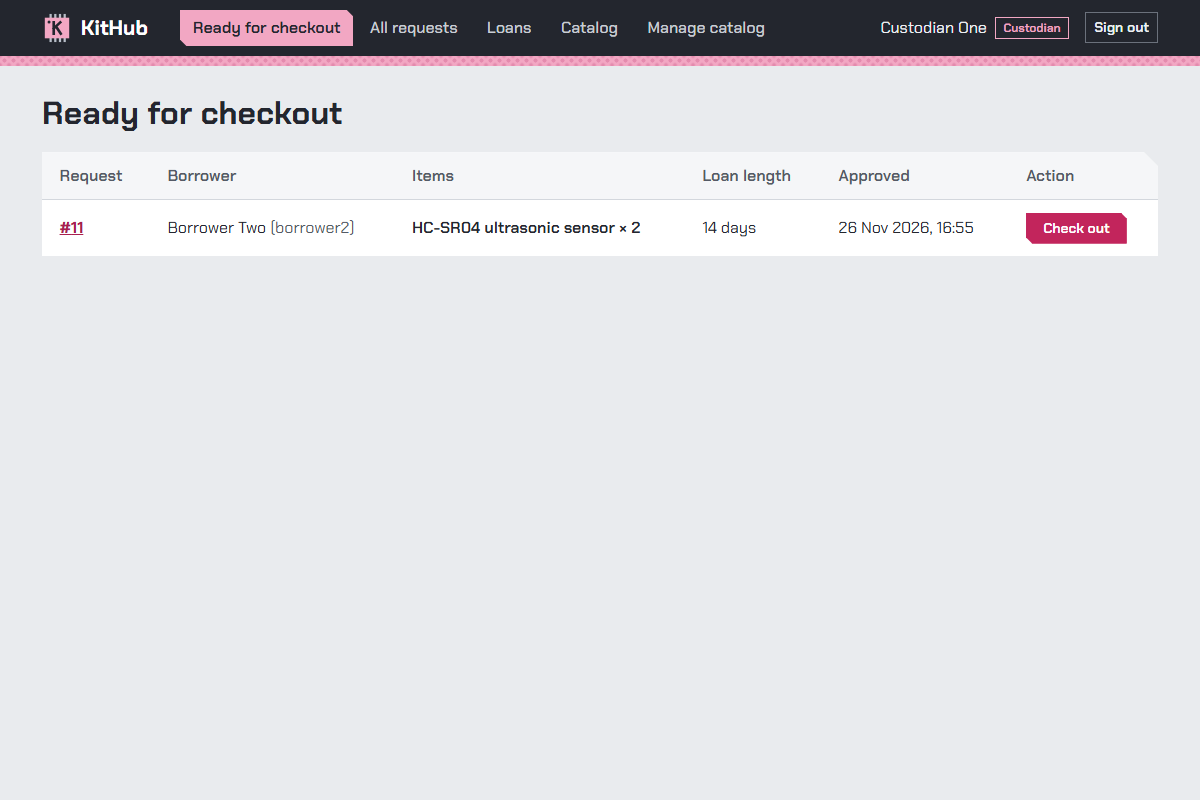 K KitHub Ready for checkout All requests Loans Catalog Manage catalog Custodian One Custodian Sign out
Ready for checkout
Request Borrower Items Loan length Approved Action
#11 Borrower Two (borrower2) HC-SR04 ultrasonic sensor × 2 14 days 26 Nov 2026, 16:55 Check out